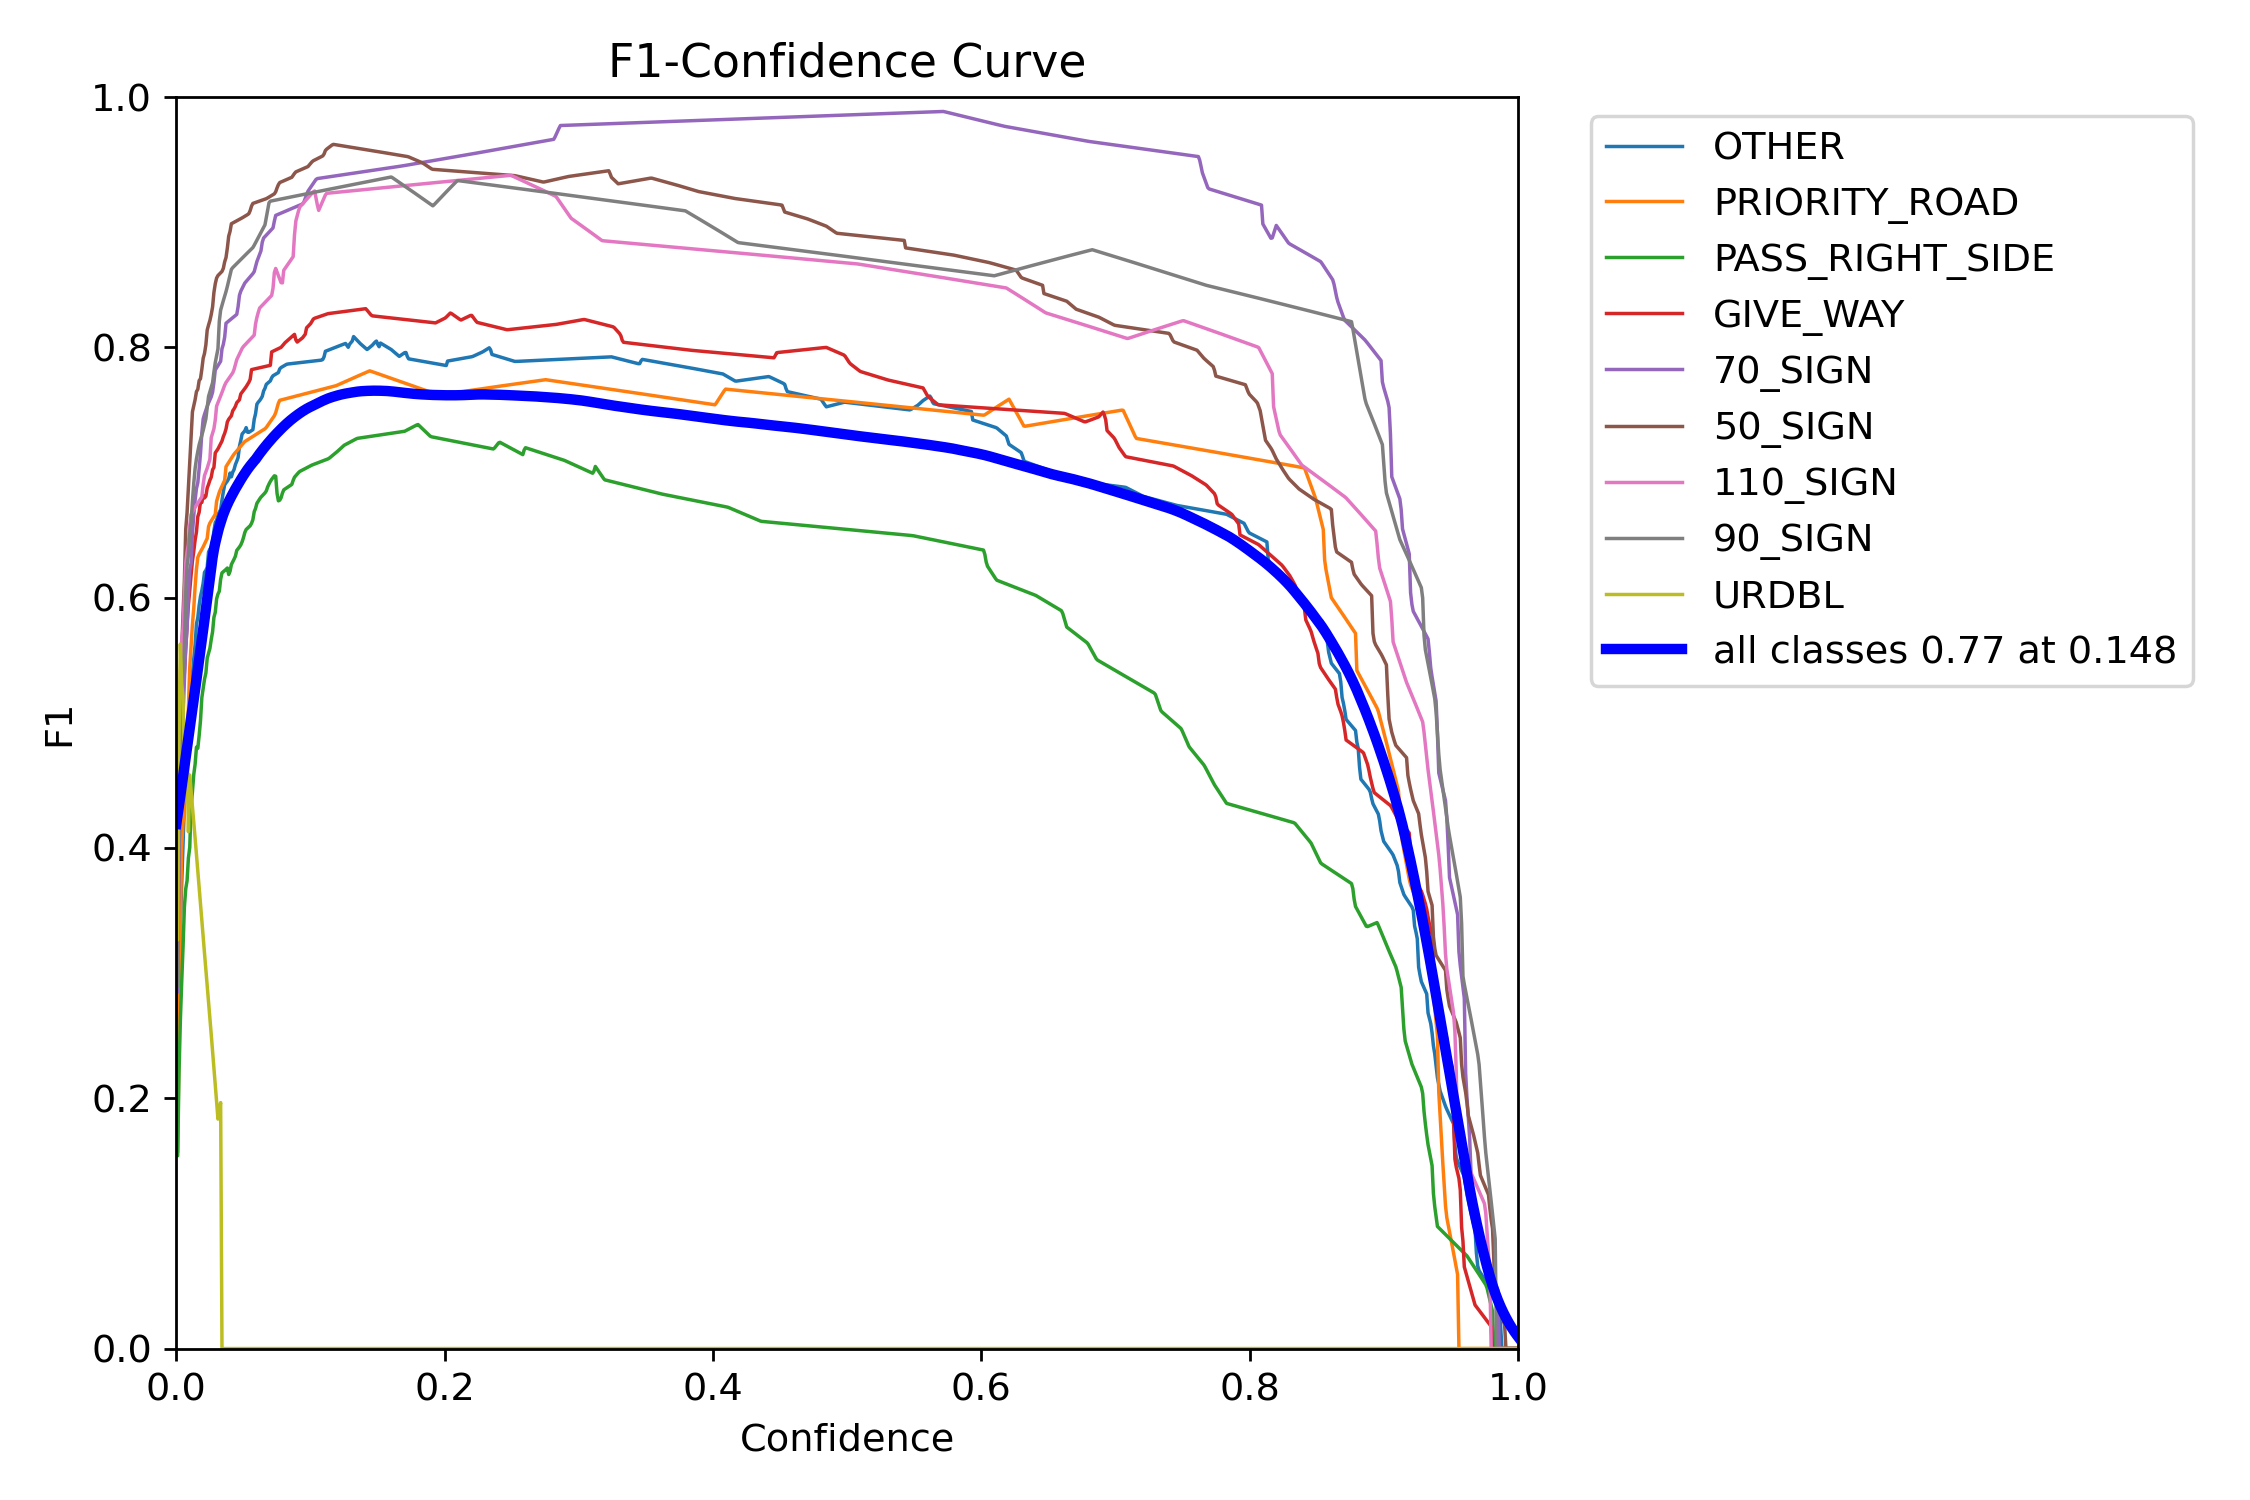 F1-Confidence Curve
1.0
0.8
0.6
0.4
0.2
0.0
F1
0.0 0.2 0.4 0.6 0.8 1.0
Confidence
OTHER
PRIORITY_ROAD
PASS_RIGHT_SIDE
GIVE_WAY
70_SIGN
50_SIGN
110_SIGN
90_SIGN
URDBL
all classes 0.77 at 0.148